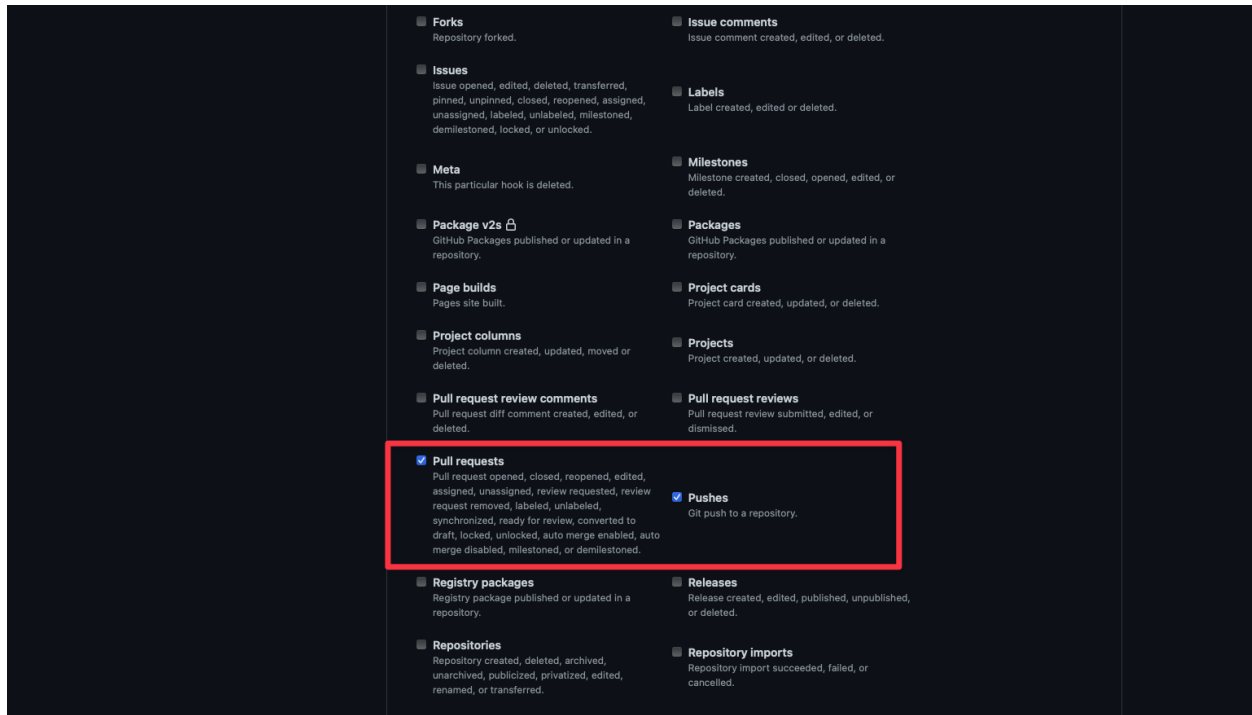 Forks
Repository forked.
Issue comments
Issue comment created, edited, or deleted.
Issues
Issue opened, edited, deleted, transferred,
pinned, unpinned, closed, reopened, assigned,
unassigned, labeled, unlabeled, milestoned,
demilestoned, locked, or unlocked.
Labels
Label created, edited or deleted.
Meta
This particular hook is deleted.
Milestones
Milestone created, closed, opened, edited, or
deleted.
Package v2s
GitHub Packages published or updated in a
repository.
Packages
GitHub Packages published or updated in a
repository.
Page builds
Pages site built.
Project cards
Project card created, updated, or deleted.
Project columns
Project column created, updated, moved or
deleted.
Projects
Project created, updated, or deleted.
Pull request review comments
Pull request diff comment created, edited, or
deleted.
Pull request reviews
Pull request review submitted, edited, or
dismissed.
Pull requests
Pull request opened, closed, reopened, edited,
assigned, unassigned, review requested, review
request removed, labeled, unlabeled,
synchronized, ready for review, converted to
draft, locked, unlocked, auto merge enabled, auto
merge disabled, milestoned, or demilestoned.
Pushes
Git push to a repository.
Registry packages
Registry package published or updated in a
repository.
Releases
Release created, edited, published, unpublished,
or deleted.
Repositories
Repository created, deleted, archived,
unarchived, publicized, privatized, edited,
renamed, or transferred.
Repository imports
Repository import succeeded, failed, or
cancelled.